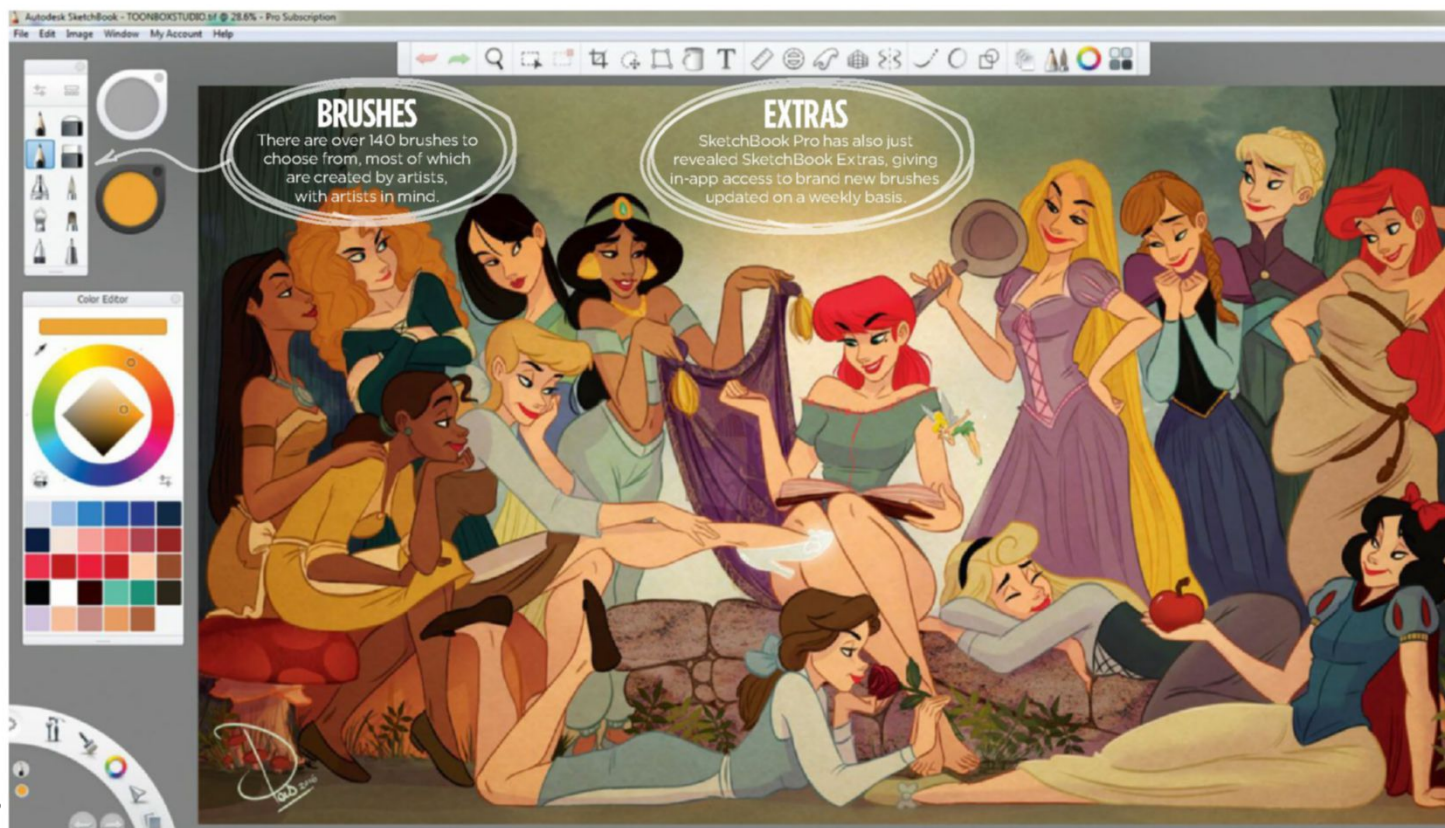 Autodesk SketchBook - TOONBOXSTUDIO.tif @ 28.6% - Pro Subscription
File Edit Image Window My Account Help
T
BRUSHES
There are over 140 brushes to
choose from, most of which
are created by artists,
with artists in mind.
EXTRAS
SketchBook Pro has also just
revealed SketchBook Extras, giving
in-app access to brand new brushes
updated on a weekly basis.
Color Editor